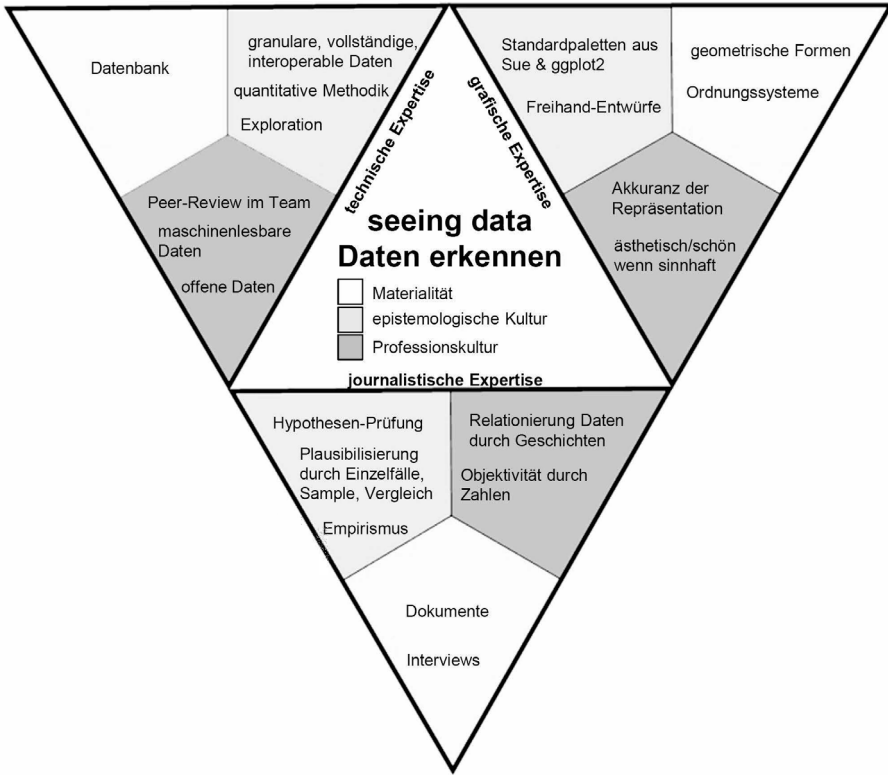 Datenbank
granulare, vollständige,
interoperable Daten
quantitative Methodik
Exploration
Peer-Review im Team
maschinenlesbare
Daten
offene Daten
technische Expertise
Standardpaletten aus
Sue & ggplot2
Freihand-Entwürfe
geometrische Formen
Ordnungssysteme
Akkuranz der
Repräsentation
ästhetisch/schön
wenn sinnhaft
grafische Expertise
seeing data
Daten erkennen
Materialität
epistemologische Kultur
Professionskultur
journalistische Expertise
Hypothesen-Prüfung
Plausibilisierung
durch Einzelfälle,
Sample, Vergleich
Empirismus
Relationierung Daten
durch Geschichten
Objektivität durch
Zahlen
Dokumente
Interviews